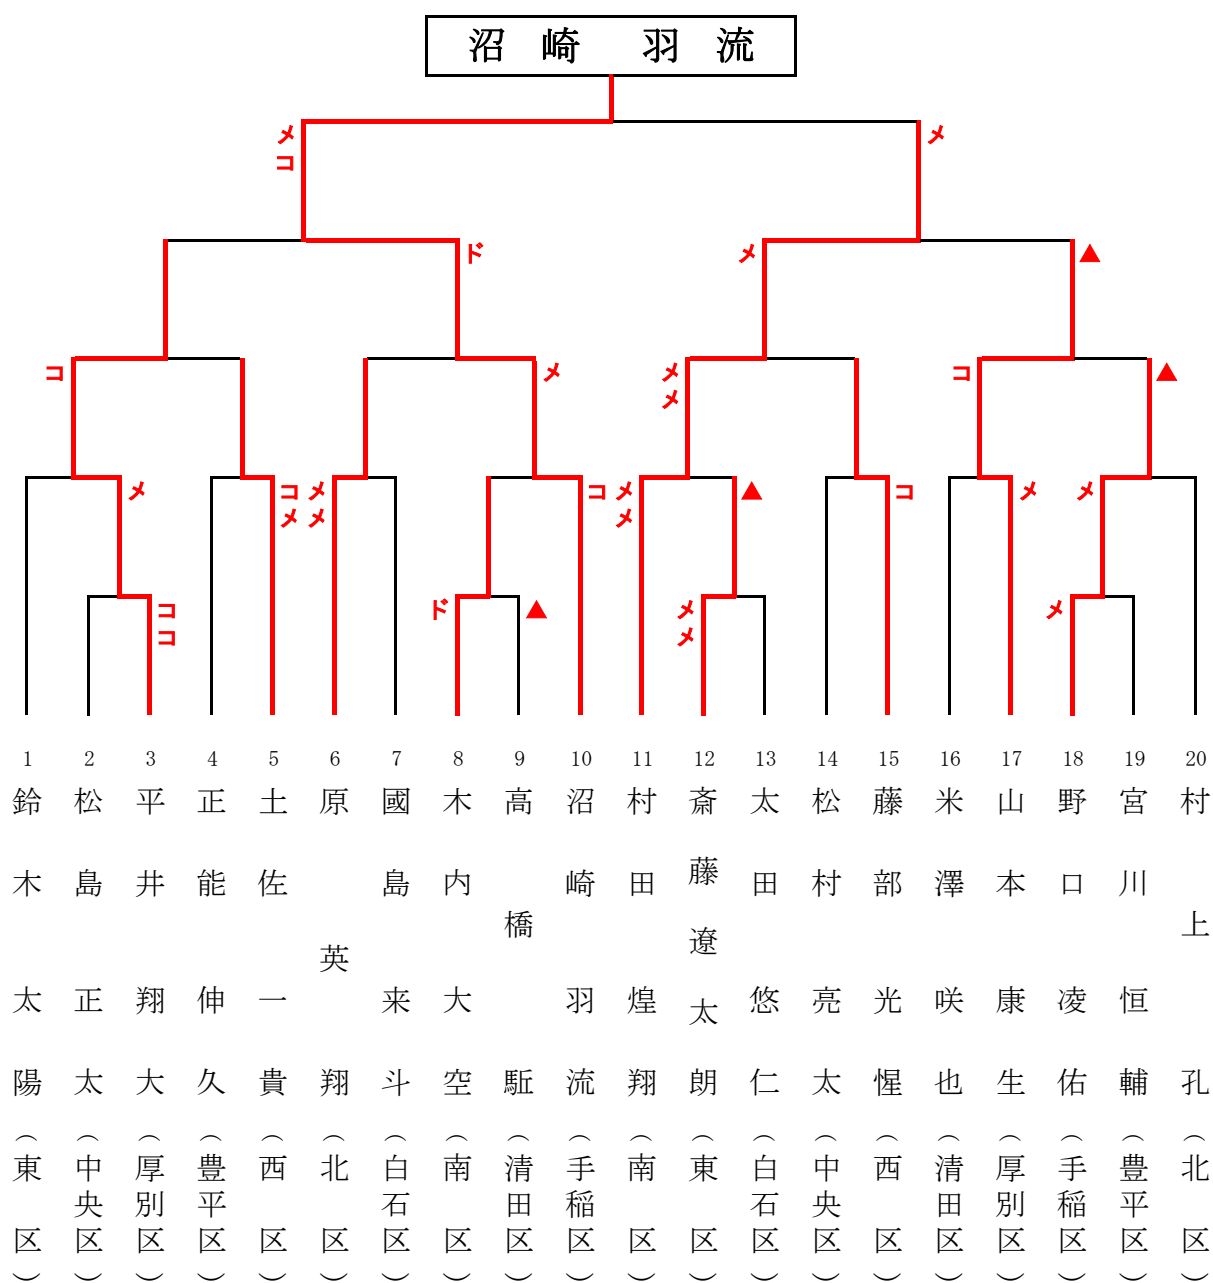 沼崎 羽流
メ
コ
メ
ド
メ
▲
コ
メ
メ
メ
コ
▲
メ
コ
メ
メ
メ
コ
メ
メ
▲
コ
メ
メ
コ
コ
ド
▲
メ
メ
メ
1 鈴木太陽(東区)
2 松島正太(中央区)
3 平井翔大(厚別区)
4 正能伸久(豊平区)
5 土佐一貴(西区)
6 原英翔(北区)
7 國島来斗(白石区)
8 木内大空(南区)
9 高橋駈(清田区)
10 沼崎羽流(手稲区)
11 村田煌翔(南区)
12 斎藤遼太朗(東区)
13 太田悠仁(白石区)
14 松村亮太(中央区)
15 藤部光惺(西区)
16 米澤咲也(清田区)
17 山本康生(厚別区)
18 野口凌佑(手稲区)
19 宮川恒輔(豊平区)
20 村上孔(北区)